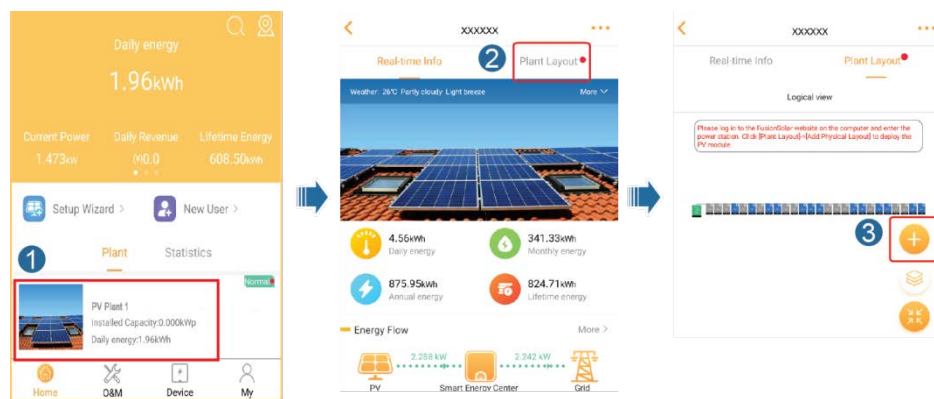 Daily energy
1.96kWh
Current Power Daily Revenue Lifetime Energy
1.473kw (¥)0.0 608.50kWh
Setup Wizard > New User >
1
Plant Statistics
Normal
PV Plant 1
Installed Capacity:0.000kWp
Daily energy:1.96kWh
Home O&M Device My
xxxxxx
Real-time Info 2 Plant Layout
Weather: 26°C Partly cloudy Light breeze More
4.56kWh
Daily energy
341.33kWh
Monthly energy
875.95kWh
Annual energy
824.71kWh
Lifetime energy
Energy Flow More >
2.288 kW 2.242 kW
PV Smart Energy Center Grid
xxxxxx
Real-time Info Plant Layout
Logical view
Please log in to the FusionSolar website on the computer and enter the
power station. Click [Plant Layout]-[Add Physical Layout] to deploy the
PV module.
3